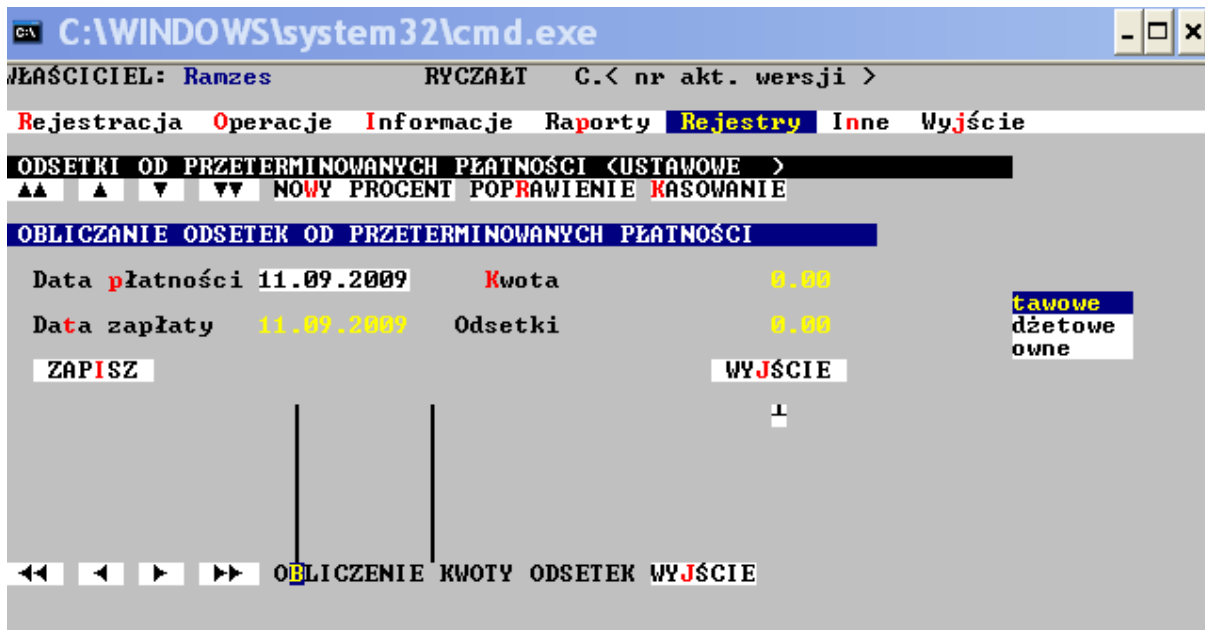 C:\WINDOWS\system32\cmd.exe
WŁAŚCICIEL: Ramzes RYCZAŁT C.< nr akt. wersji >
Rejestracja Operacje Informacje Raporty Rejestry Inne Wyjście
ODSETKI OD PRZETERMINOWANYCH PŁATNOŚCI (USTAWOWE )
NOWY PROCENT POPRAWIENIE KASOWANIE
OBLICZANIE ODSETEK OD PRZETERMINOWANYCH PŁATNOŚCI
Data płatności 11.09.2009 Kwota 0.00
tawowe
Data zapłaty 11.09.2009 Odsetki 0.00
dżetowe
owne
ZAPISZ WYJŚCIE
OBLICZENIE KWOTY ODSETEK WYJŚCIE